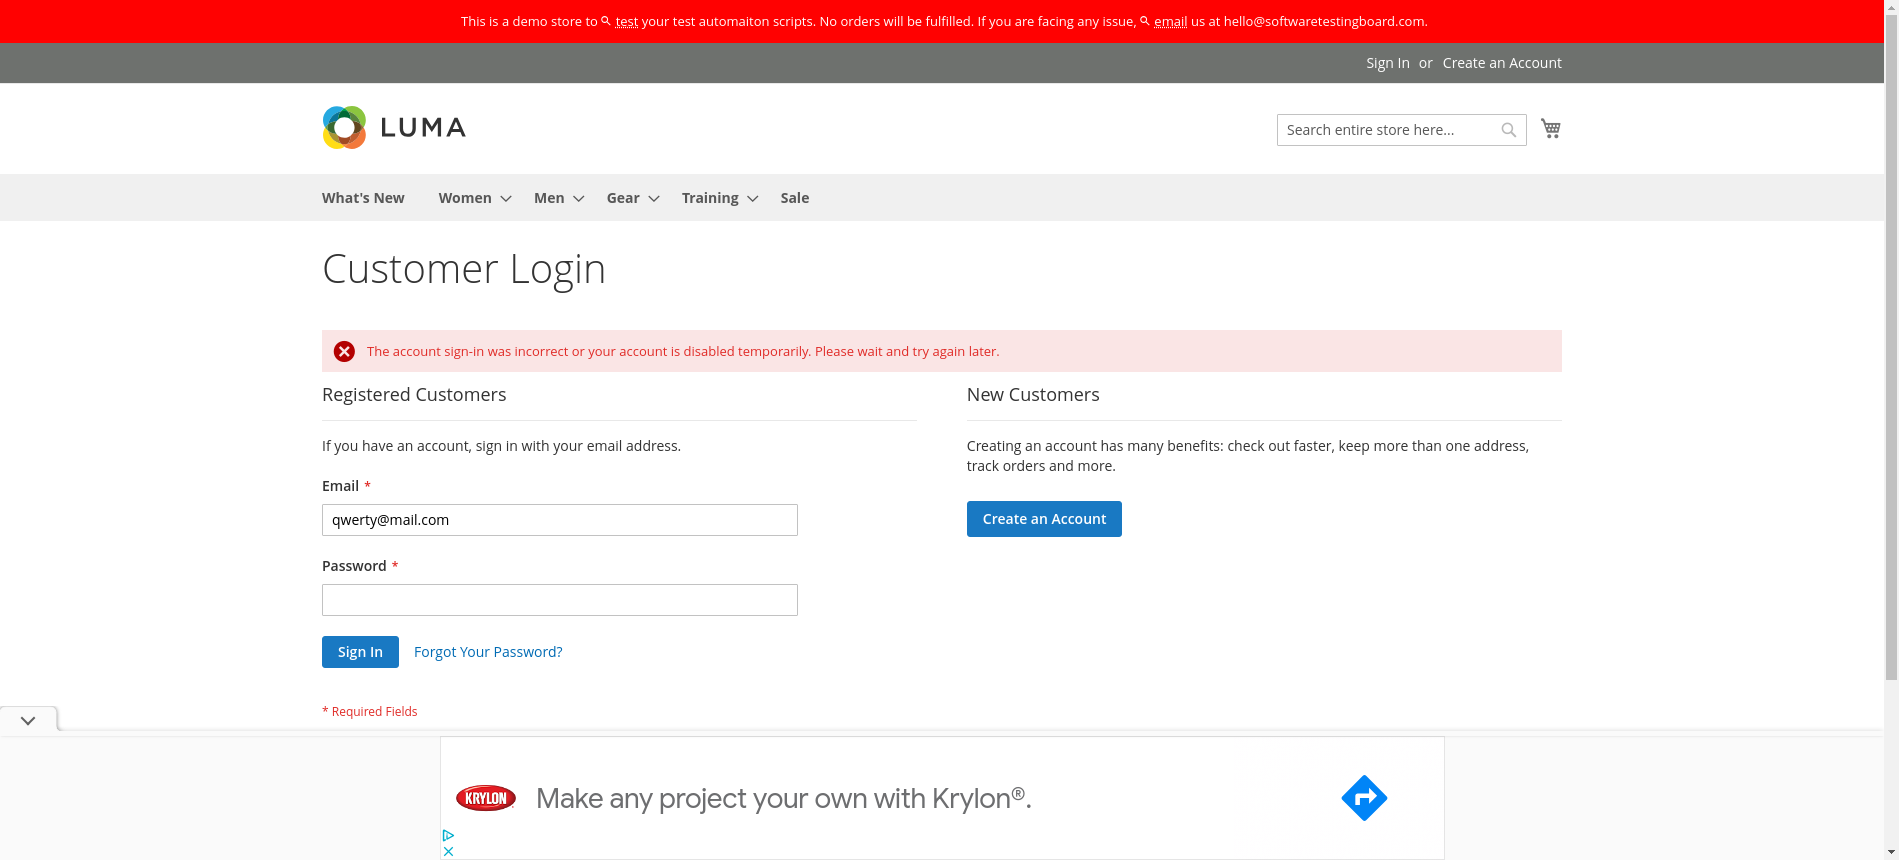 This is a demo store to test your test automaiton scripts. No orders will be fulfilled. If you are facing any issue, email us at hello@softwaretestingboard.com.
Sign In or Create an Account
LUMA
Search entire store here...
What's New Women Men Gear Training Sale
Customer Login
The account sign-in was incorrect or your account is disabled temporarily. Please wait and try again later.
Registered Customers
If you have an account, sign in with your email address.
Email *
qwerty@mail.com
Password *
Sign In Forgot Your Password?
* Required Fields
New Customers
Creating an account has many benefits: check out faster, keep more than one address,
track orders and more.
Create an Account
KRYLON
Make any project your own with Krylon®.